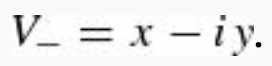 V₋ = x − i y.